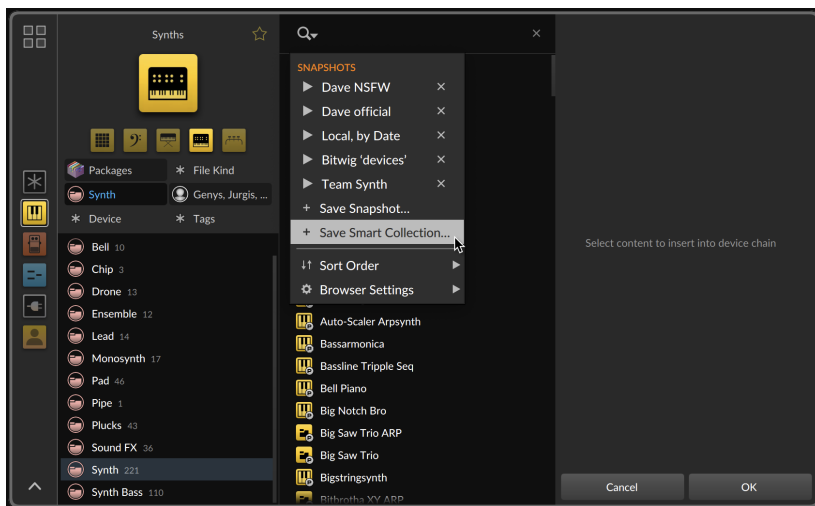 Synths
Packages
File Kind
Synth
Genys, Jurgis, ...
Device
Tags
Bell 10
Chip 3
Drone 13
Ensemble 12
Lead 14
Monosynth 17
Pad 46
Pipe 1
Plucks 43
Sound FX 36
Synth 221
Synth Bass 110
SNAPSHOTS
Dave NSFW
Dave official
Local, by Date
Bitwig ‘devices’
Team Synth
+ Save Snapshot...
+ Save Smart Collection...
Sort Order
Browser Settings
Auto-Scaler Arpsynth
Bassarmonica
Bassline Tripple Seq
Bell Piano
Big Notch Bro
Big Saw Trio ARP
Big Saw Trio
Bigstringsynth
Bithrotha XY ARP
Select content to insert into device chain
Cancel
OK